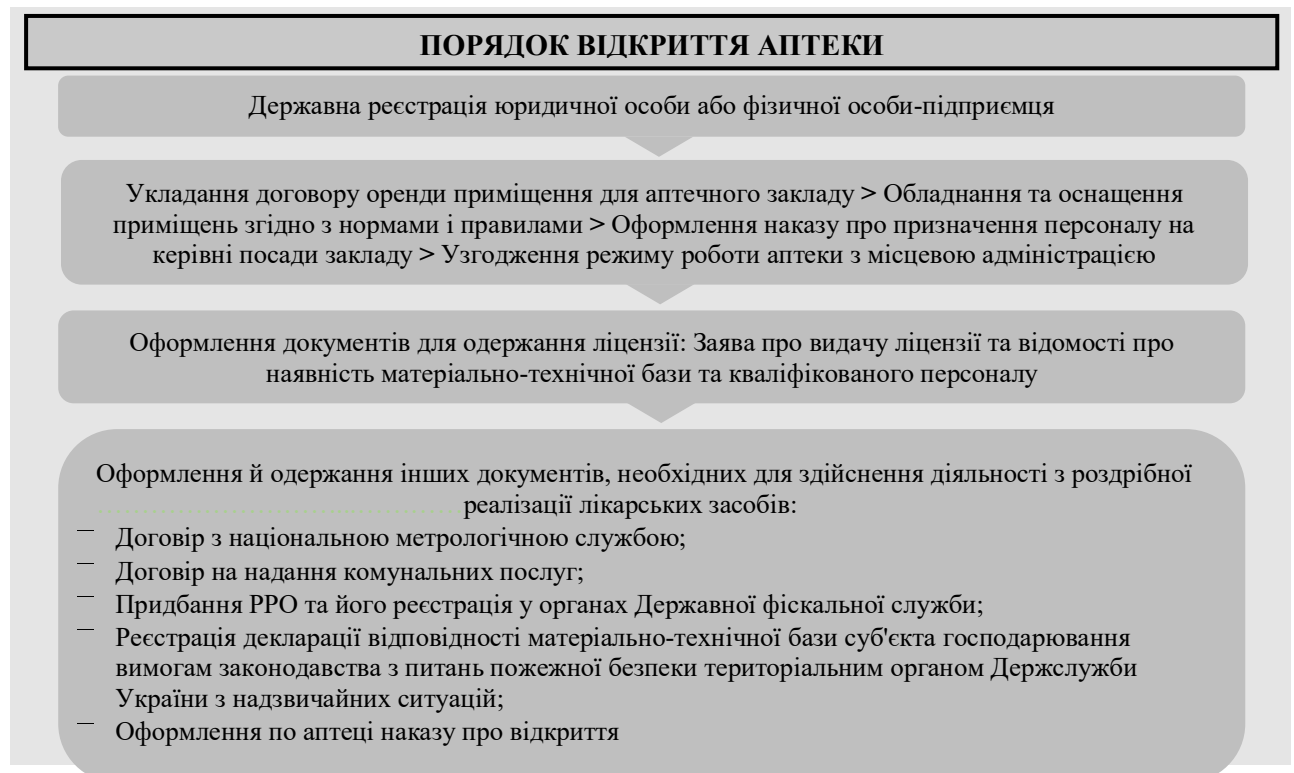 ПОРЯДОК ВІДКРИТТЯ АПТЕКИ
Державна реєстрація юридичної особи або фізичної особи-підприємця
Укладання договору оренди приміщення для аптечного закладу > Обладнання та оснащення
приміщень згідно з нормами і правилами > Оформлення наказу про призначення персоналу на
керівні посади закладу > Узгодження режиму роботи аптеки з місцевою адміністрацією
Оформлення документів для одержання ліцензії: Заява про видачу ліцензії та відомості про
наявність матеріально-технічної бази та кваліфікованого персоналу
Оформлення й одержання інших документів, необхідних для здійснення діяльності з роздрібної
реалізації лікарських засобів:
― Договір з національною метрологічною службою;
― Договір на надання комунальних послуг;
― Придбання РРО та його реєстрація у органах Державної фіскальної служби;
― Реєстрація декларації відповідності матеріально-технічної бази суб'єкта господарювання
вимогам законодавства з питань пожежної безпеки територіальним органом Держслужби
України з надзвичайних ситуацій;
― Оформлення по аптеці наказу про відкриття